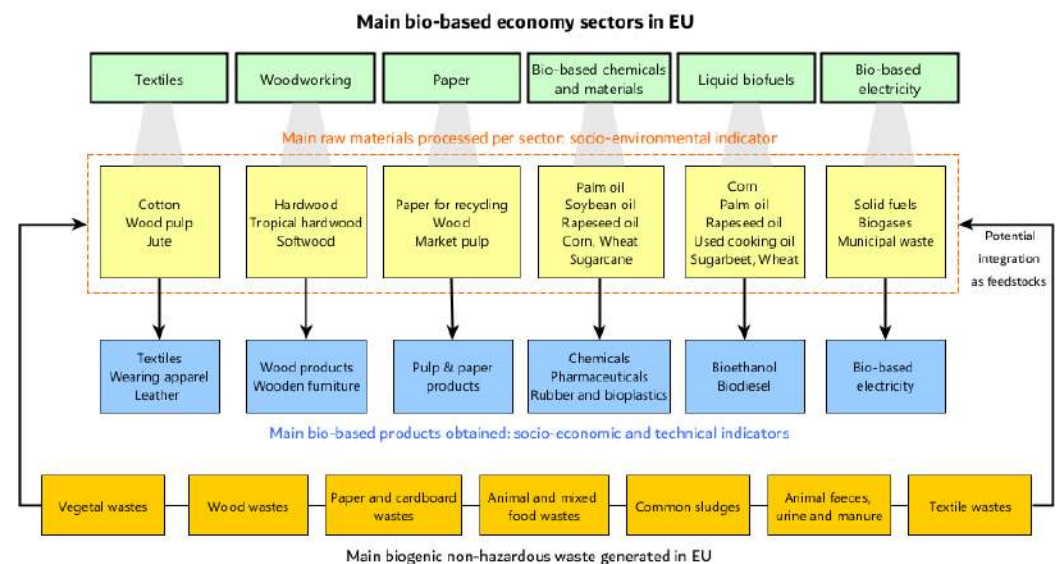 Main bio-based economy sectors in EU
Textiles
Woodworking
Paper
Bio-based chemicals
and materials
Liquid biofuels
Bio-based
electricity
Main raw materials processed per sector: socio-environmental indicator
Cotton
Wood pulp
Jute
Hardwood
Tropical hardwood
Softwood
Paper for recycling
Wood
Market pulp
Palm oil
Soybean oil
Rapeseed oil
Corn, Wheat
Sugarcane
Corn
Palm oil
Rapeseed oil
Used cooking oil
Sugarbeet, Wheat
Solid fuels
Biogases
Municipal waste
Potential
integration
as feedstocks
Textiles
Wearing apparel
Leather
Wood products
Wooden furniture
Pulp & paper
products
Chemicals
Pharmaceuticals
Rubber and bioplastics
Bioethanol
Biodiesel
Bio-based
electricity
Main bio-based products obtained: socio-economic and technical indicators
Vegetal wastes
Wood wastes
Paper and cardboard
wastes
Animal and mixed
food wastes
Common sludges
Animal faeces,
urine and manure
Textile wastes
Main biogenic non-hazardous waste generated in EU